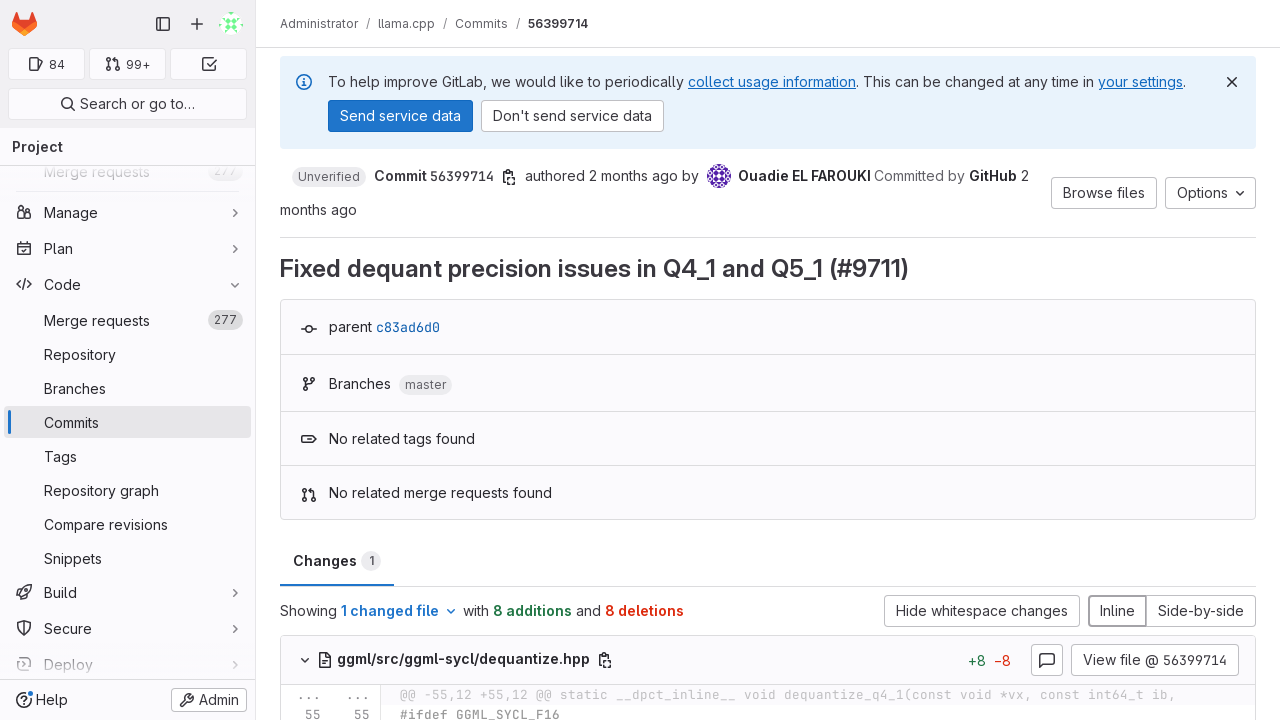 Administrator / llama.cpp / Commits / 56399714
84 99+
Search or go to…
Project
Merge requests 277
Manage
Plan
Code
Merge requests 277
Repository
Branches
Commits
Tags
Repository graph
Compare revisions
Snippets
Build
Secure
Deploy
Help Admin
To help improve GitLab, we would like to periodically collect usage information. This can be changed at any time in your settings.
Send service data Don't send service data
Unverified Commit 56399714 authored 2 months ago by Ouadie EL FAROUKI Committed by GitHub 2
months ago
Browse files Options
Fixed dequant precision issues in Q4_1 and Q5_1 (#9711)
parent c83ad6d0
Branches master
No related tags found
No related merge requests found
Changes 1
Showing 1 changed file with 8 additions and 8 deletions
Hide whitespace changes Inline Side-by-side
ggml/src/ggml-sycl/dequantize.hpp +8 −8 View file @ 56399714
... ... @@ -55,12 +55,12 @@ static __dpct_inline__ void dequantize_q4_1(const void *vx, const int64_t ib,
55 55 #ifdef GGML_SYCL_F16